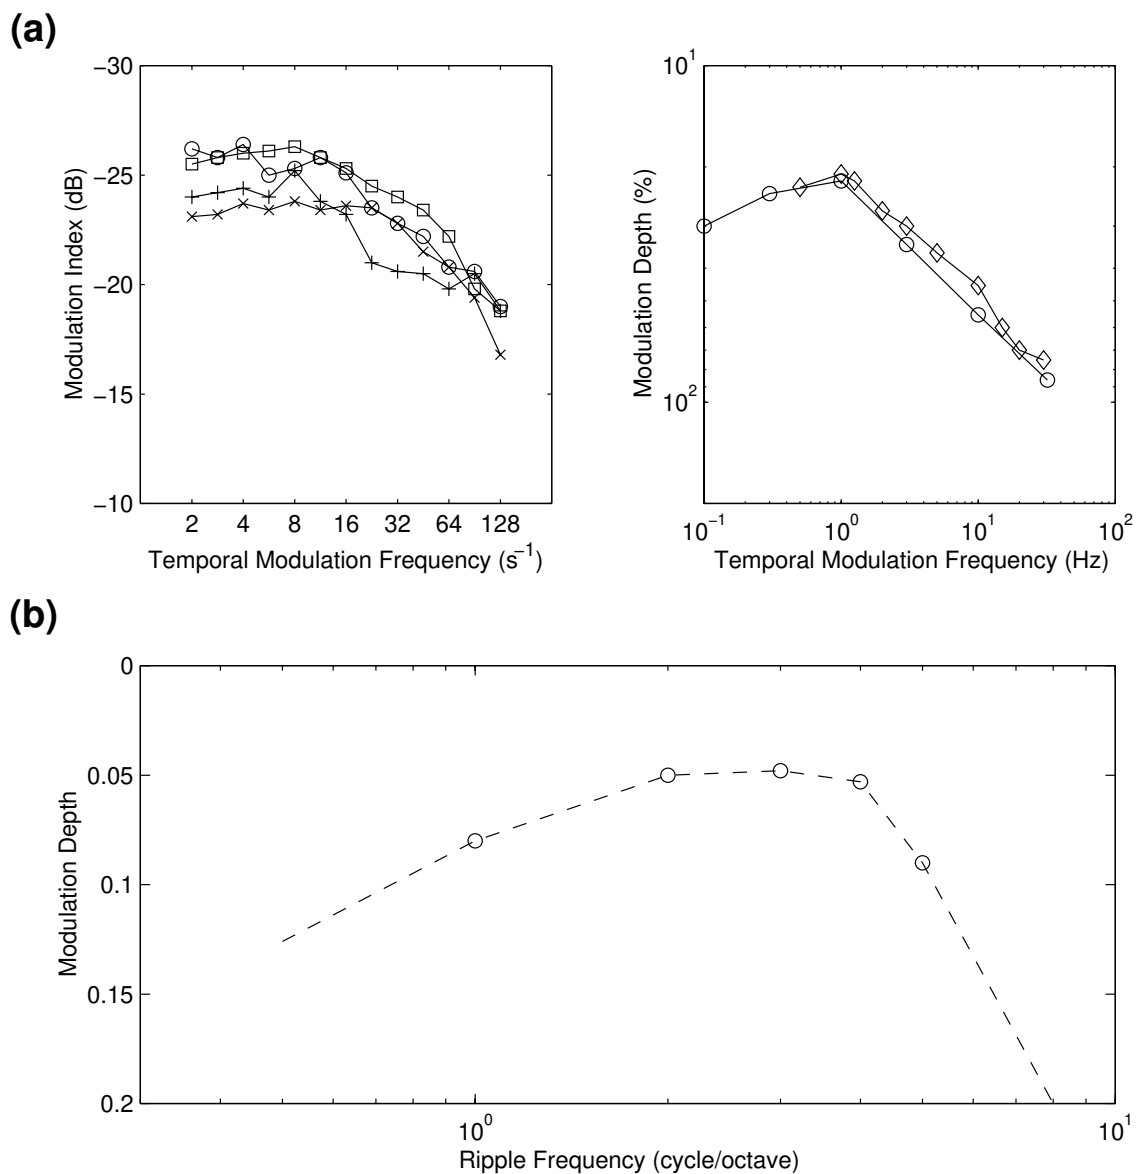 (a)
−30
−25
−20
−15
−10
Modulation Index (dB)
2 4 8 16 32 64 128
Temporal Modulation Frequency (s⁻¹)
10¹
10²
Modulation Depth (%)
10⁻¹ 10⁰ 10¹ 10²
Temporal Modulation Frequency (Hz)
(b)
0
0.05
0.1
0.15
0.2
Modulation Depth
10⁰ 10¹
Ripple Frequency (cycle/octave)